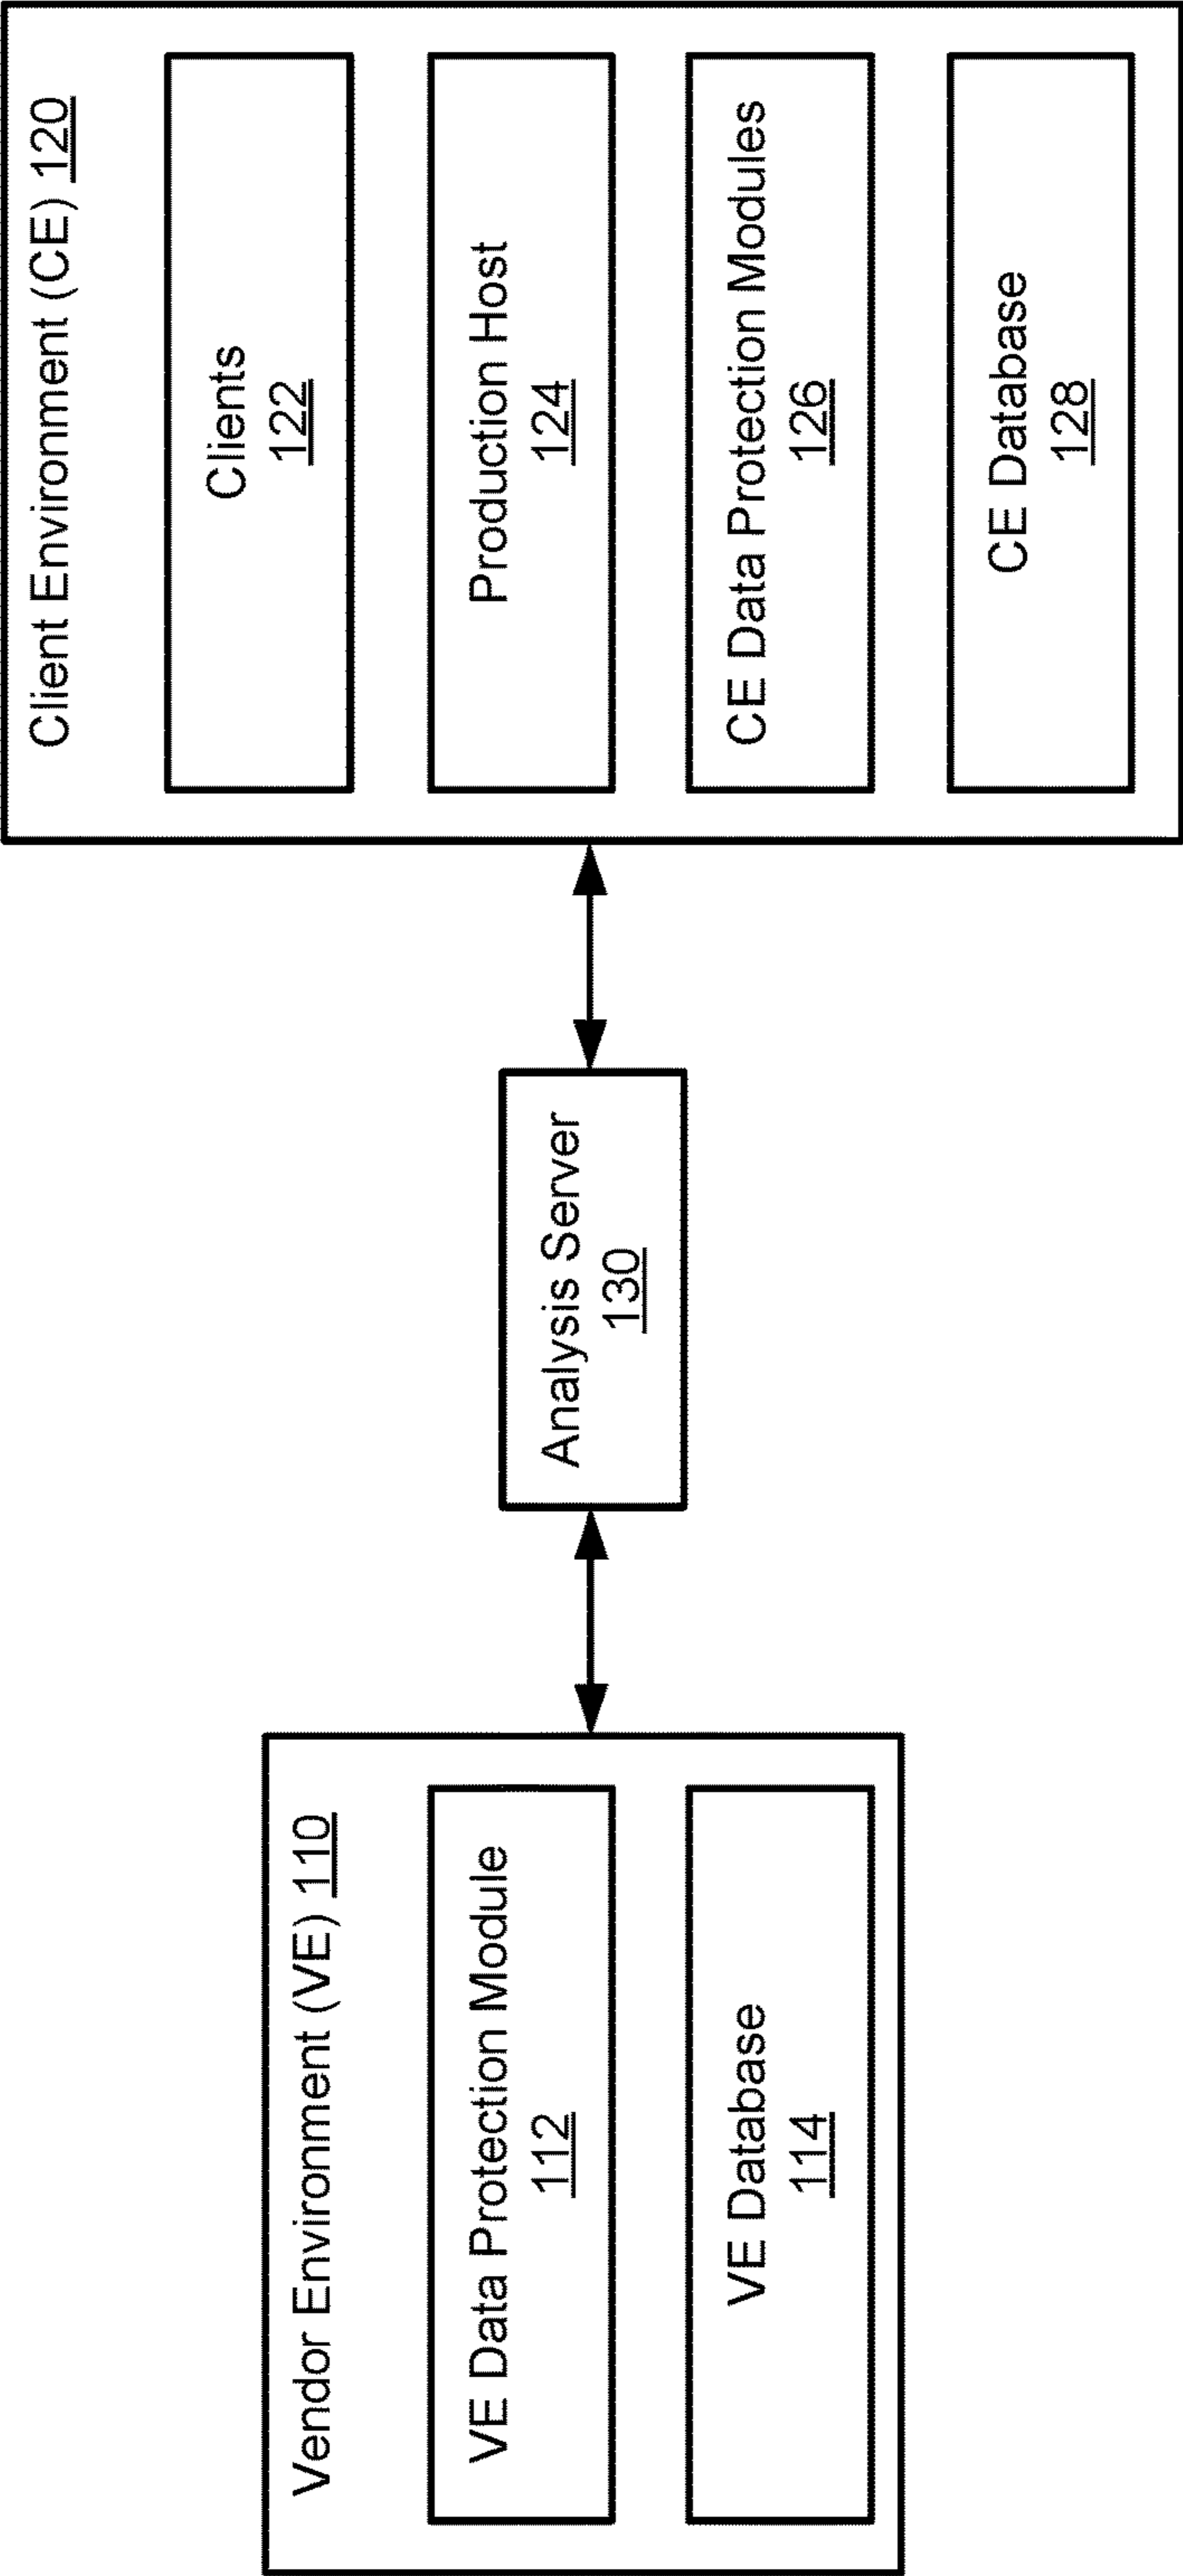 Vendor Environment (VE) 110
VE Data Protection Module
112
VE Database
114
Analysis Server
130
Client Environment (CE) 120
Clients
122
Production Host
124
CE Data Protection Modules
126
CE Database
128